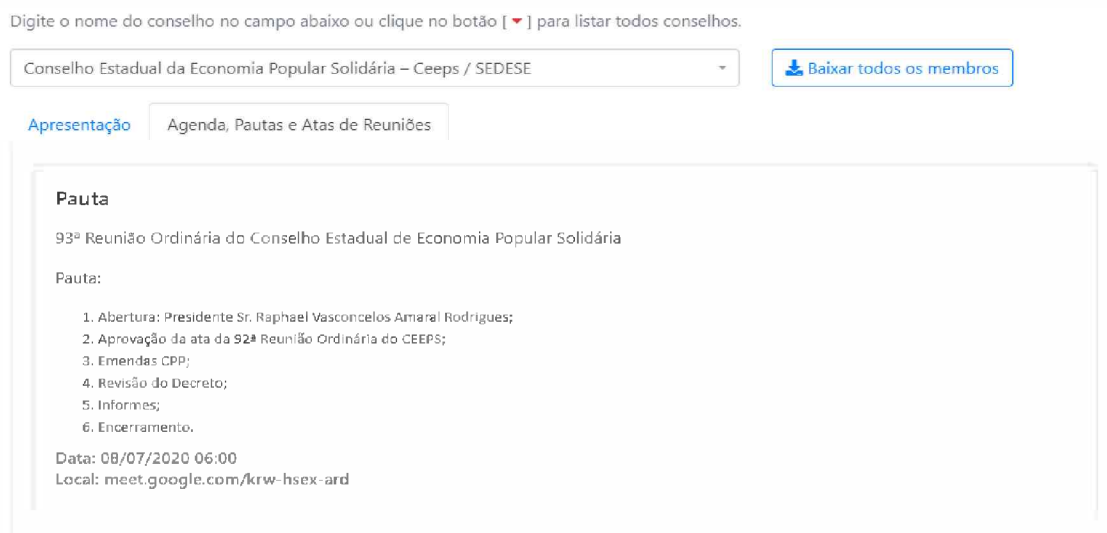 Digite o nome do conselho no campo abaixo ou clique no botão [ ▾ ] para listar todos conselhos.
Conselho Estadual da Economia Popular Solidária – Ceeps / SEDESE
Baixar todos os membros
Apresentação
Agenda, Pautas e Atas de Reuniões
Pauta
93ª Reunião Ordinária do Conselho Estadual de Economia Popular Solidária
Pauta:
1. Abertura: Presidente Sr. Raphael Vasconcelos Amaral Rodrigues;
2. Aprovação da ata da 92ª Reunião Ordinária do CEEPS;
3. Emendas CPP;
4. Revisão do Decreto;
5. Informes;
6. Encerramento.
Data: 08/07/2020 06:00
Local: meet.google.com/krw-hsex-ard